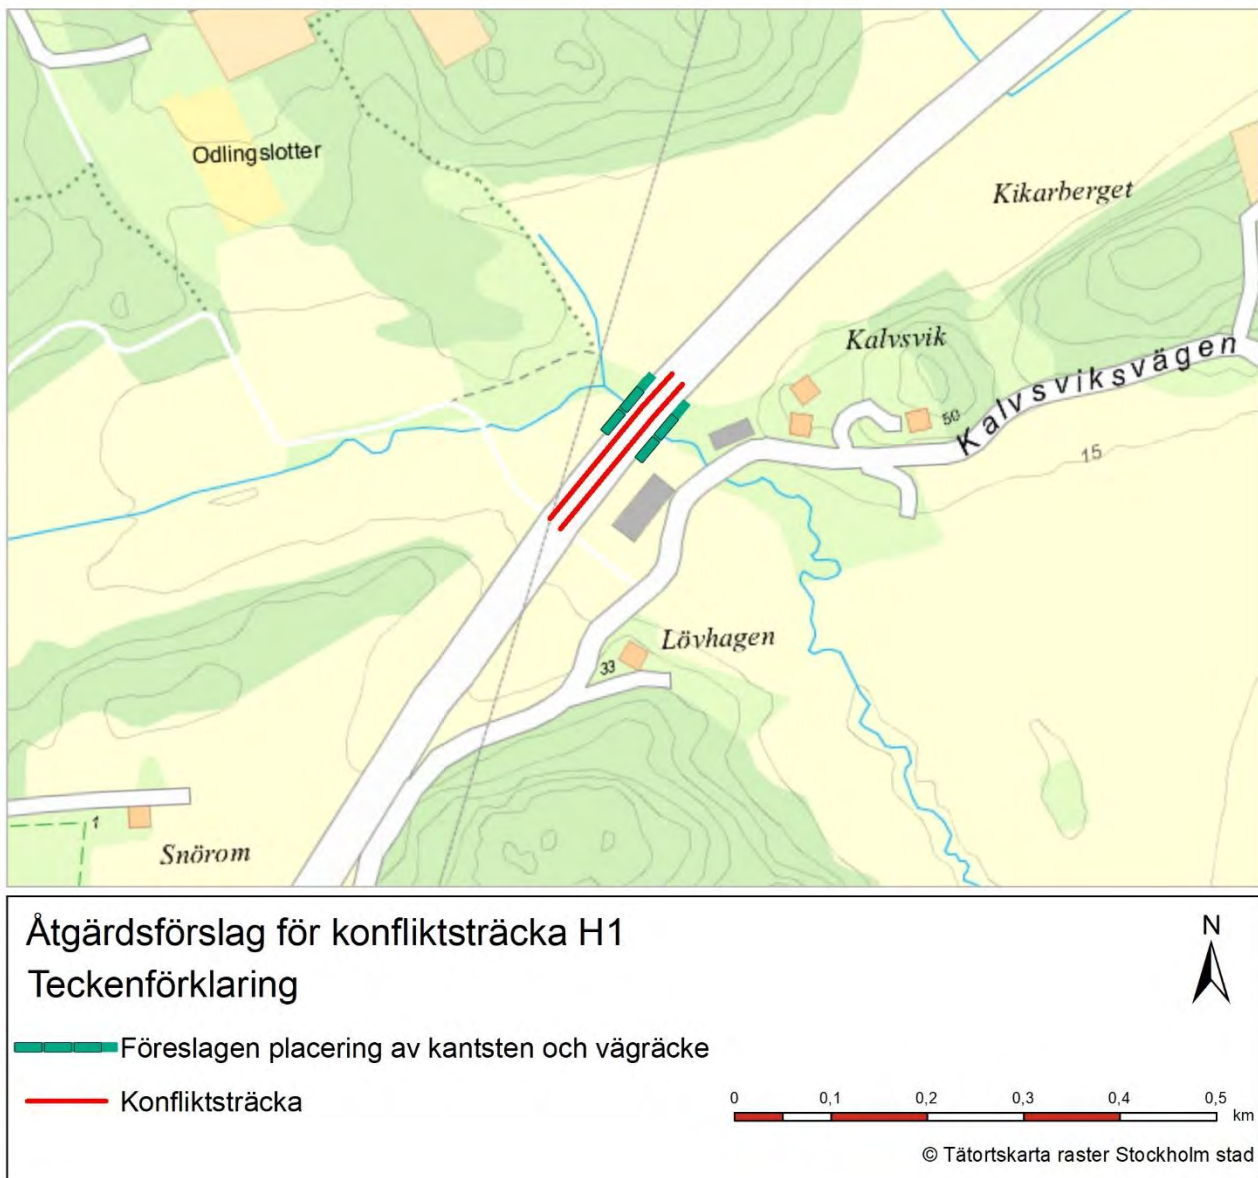 Odlingslotter
Kikarberget
Kalvsvik
Kalvsviksvägen
50
15
Lövhagen
33
1
Snörom
Åtgärdsförslag för konfliktsträcka H1
Teckenförklaring
Föreslagen placering av kantsten och vägräcke
Konfliktsträcka
N
0 0,1 0,2 0,3 0,4 0,5
km
© Tätortskarta raster Stockholm stad